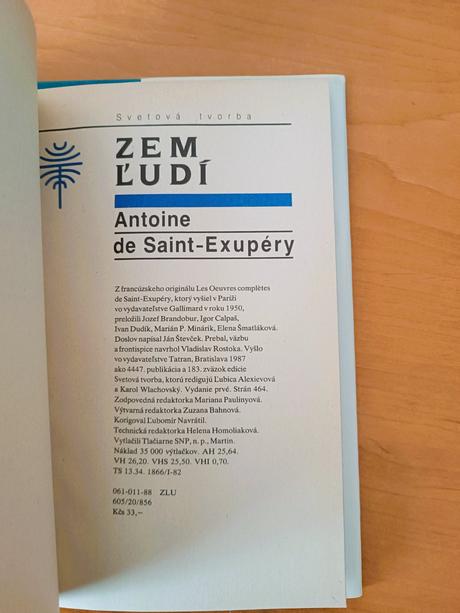 Svetová tvorba
ZEM
ĽUDÍ
Antoine
de Saint-Exupéry
Z francúzskeho originálu Les Oeuvres complètes
de Saint-Exupéry, ktorý vyšiel v Paríži
vo vydavateľstve Gallimard v roku 1950,
preložili Jozef Brandobur, Igor Calpaš,
Ivan Dudík, Marián P. Minárik, Elena Šmatláková.
Doslov napísal Ján Števček. Prebal, väzbu
a frontispice navrhol Vladislav Rostoka. Vyšlo
vo vydavateľstve Tatran, Bratislava 1987
ako 4447. publikácia a 183. zväzok edície
Svetová tvorba, ktorú redigujú Ľubica Alexievová
a Karol Wlachovský. Vydanie prvé. Strán 464.
Zodpovedná redaktorka Mariana Paulinyová.
Výtvarná redaktorka Zuzana Bahnová.
Korigoval Ľubomír Navrátil.
Technická redaktorka Helena Homoliaková.
Vytlačili Tlačiarne SNP, n. p., Martin.
Náklad 35 000 výtlačkov. AH 25,64.
VH 26,20. VHS 25,50. VHI 0,70.
TS 13.34. 1866/I-82
061-011-88 ZLU
605/20/856
Kčs 33,—